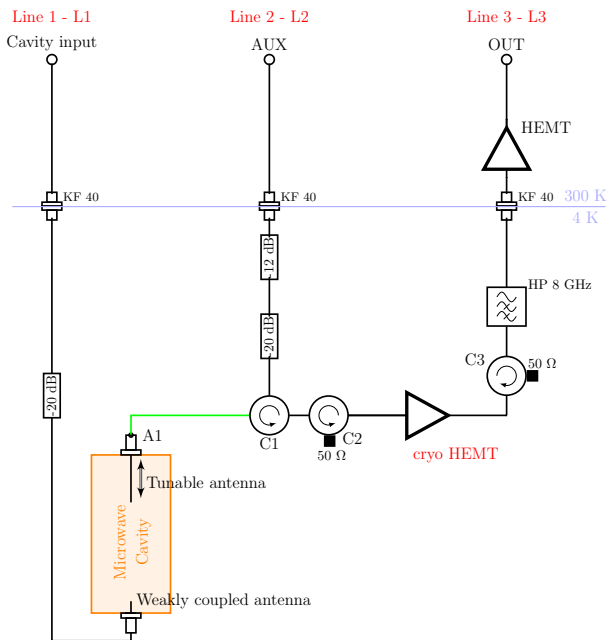 Line 1 - L1
Line 2 - L2
Line 3 - L3
Cavity input
AUX
OUT
HEMT
KF 40
KF 40
KF 40
300 K
4 K
-12 dB
HP 8 GHz
-20 dB
C3
50 Ω
-20 dB
A1
C1
C2
50 Ω
cryo HEMT
Tunable antenna
Microwave
Cavity
Weakly coupled antenna